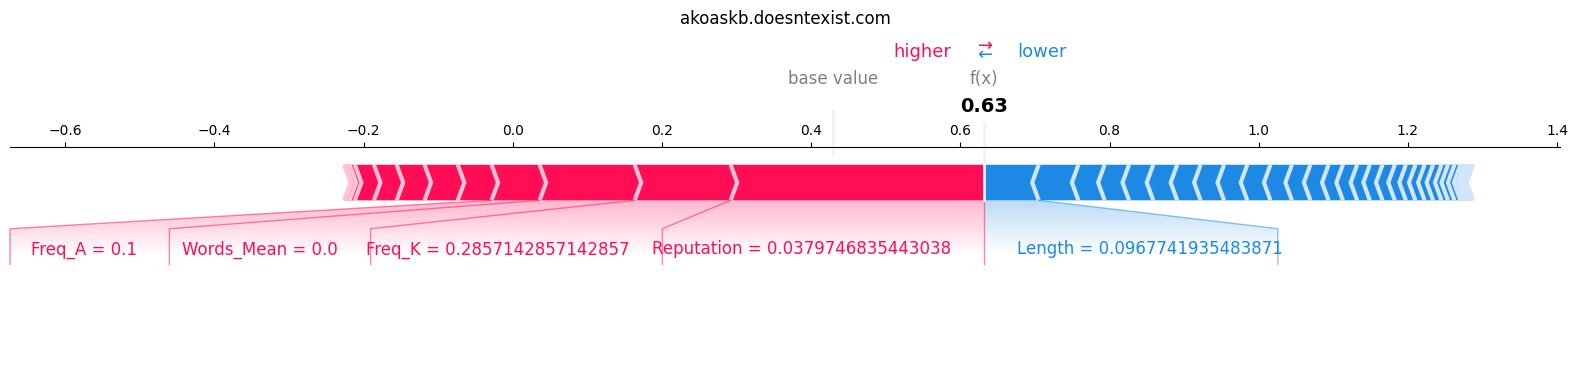 akoaskb.doesntexist.com
higher ⇄ lower
base value f(x)
0.63
−0.6 −0.4 −0.2 0.0 0.2 0.4 0.6 0.8 1.0 1.2 1.4
Freq_A = 0.1 Words_Mean = 0.0 Freq_K = 0.2857142857142857 Reputation = 0.0379746835443038 Length = 0.0967741935483871